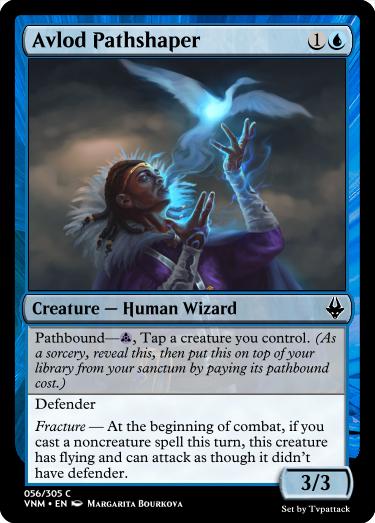 Avlod Pathshaper 1
Creature — Human Wizard
Pathbound—, Tap a creature you control. (As
a sorcery, reveal this, then put this on top of your
library from your sanctum by paying its pathbound
cost.)
Defender
Fracture — At the beginning of combat, if you
cast a noncreature spell this turn, this creature
has flying and can attack as though it didn't
have defender.
3/3
056/305 C
VNM • EN Margarita Bourkova
Set by Tvpattack